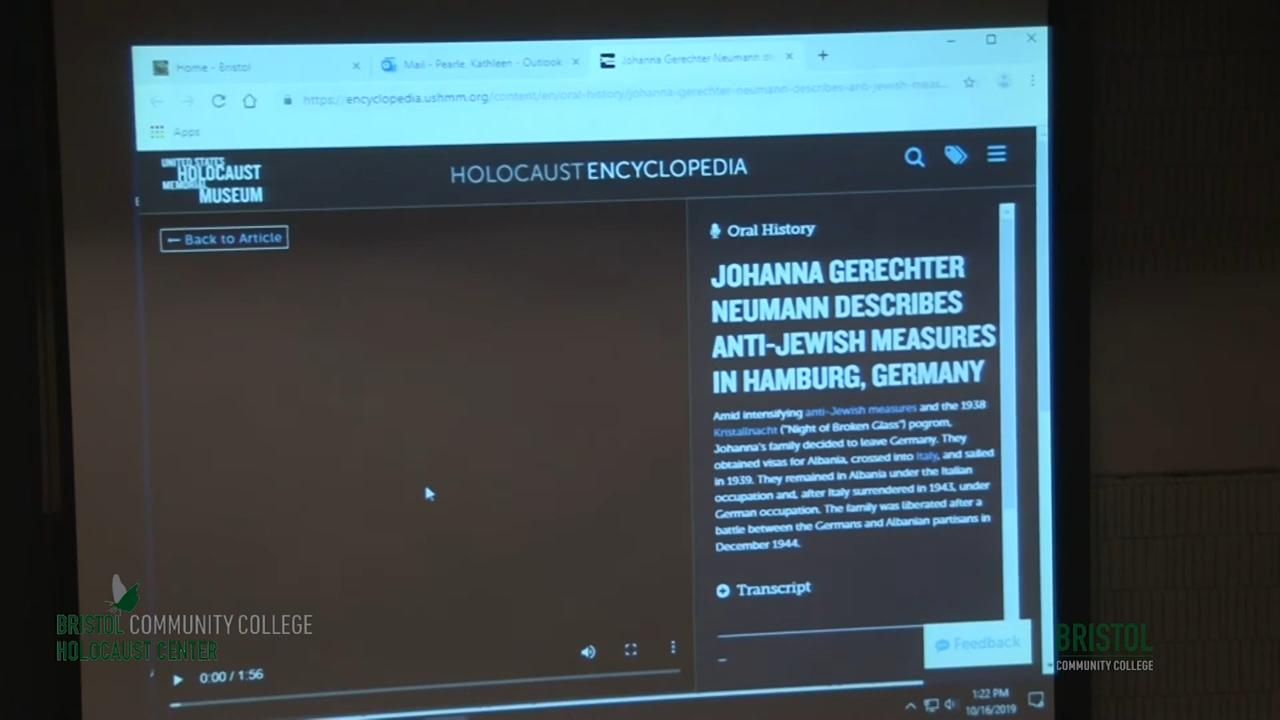 Home - Bristol
Mail - Pearle, Kathleen - Outlook
Johanna Gerechter Neumann de
https://encyclopedia.ushmm.org/content/en/oral-history/johanna-gerechter-neumann-describes-anti-jewish-meas...
Apps
UNITED STATES
HOLOCAUST
MEMORIAL
MUSEUM
HOLOCAUST ENCYCLOPEDIA
← Back to Article
Oral History
JOHANNA GERECHTER
NEUMANN DESCRIBES
ANTI-JEWISH MEASURES
IN HAMBURG, GERMANY
Amid intensifying anti-Jewish measures and the 1938
Kristallnacht ("Night of Broken Glass") pogrom,
Johanna's family decided to leave Germany. They
obtained visas for Albania, crossed into Italy, and sailed
in 1939. They remained in Albania under the Italian
occupation and, after Italy surrendered in 1943, under
German occupation. The family was liberated after a
battle between the Germans and Albanian partisans in
December 1944.
Transcript
Feedback
0:00 / 1:56
1:22 PM
10/16/2019
BRISTOL COMMUNITY COLLEGE
HOLOCAUST CENTER
BRISTOL
COMMUNITY COLLEGE